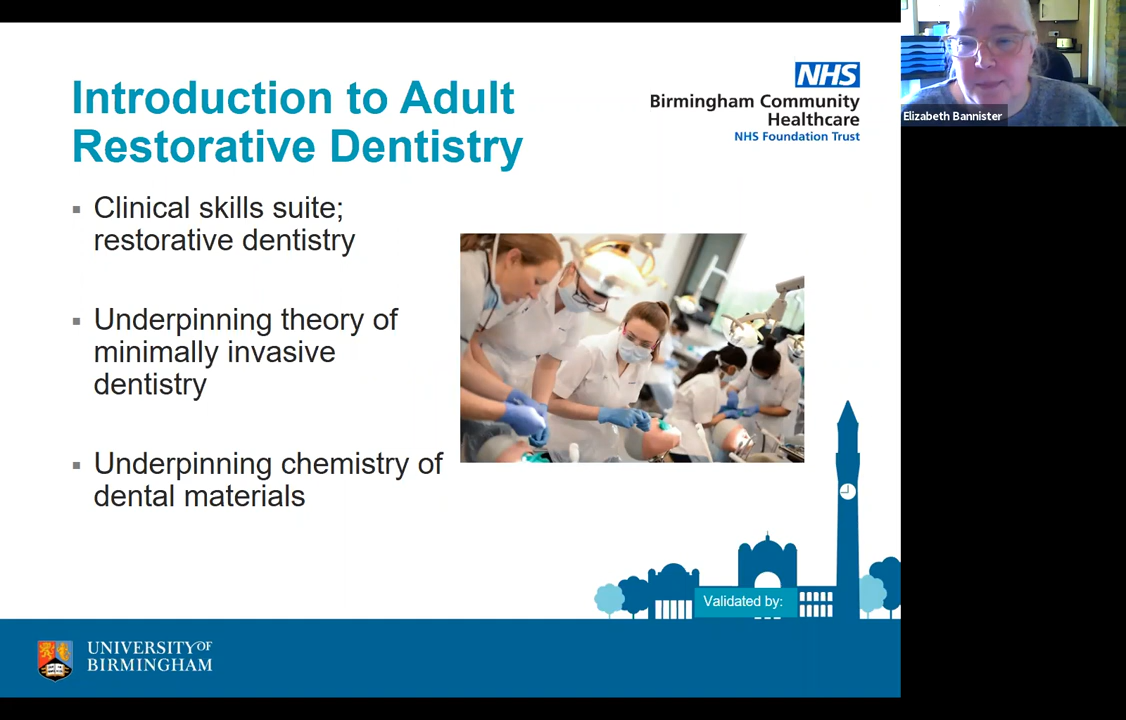 Introduction to Adult
Restorative Dentistry
NHS
Birmingham Community
Healthcare
NHS Foundation Trust
Elizabeth Bannister
▪ Clinical skills suite;
restorative dentistry
▪ Underpinning theory of
minimally invasive
dentistry
▪ Underpinning chemistry of
dental materials
Validated by:
UNIVERSITY OF
BIRMINGHAM